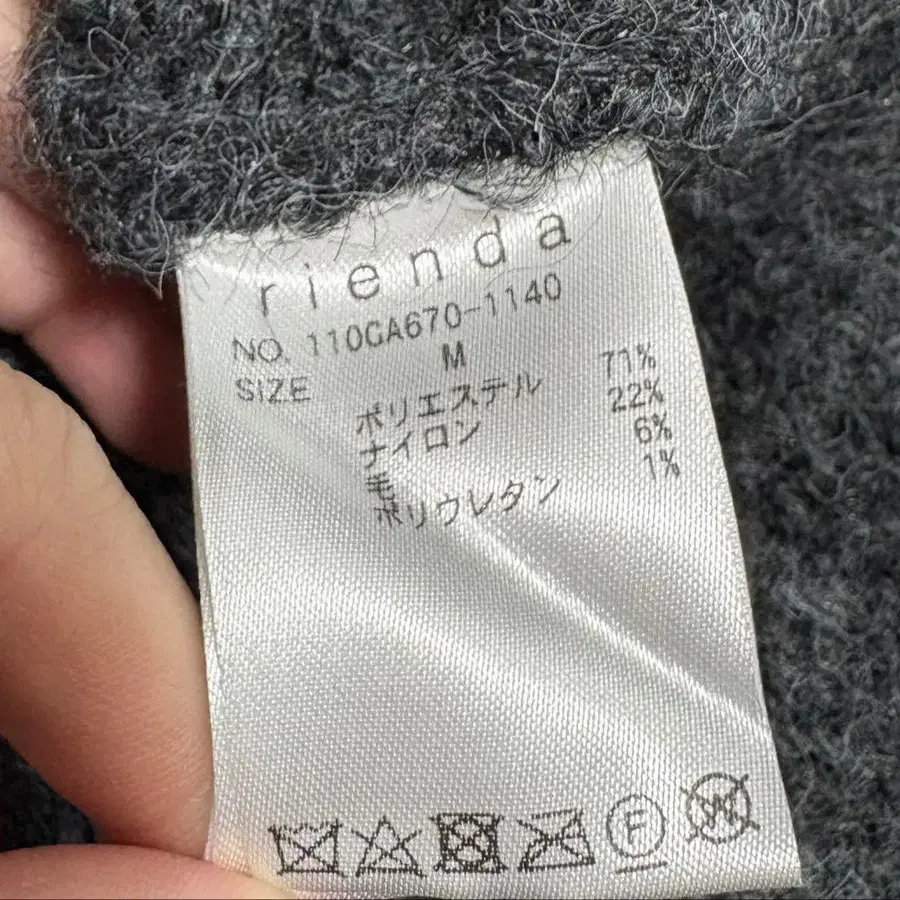 rienda
NO. 110CA670-1140
SIZE M
ポリエステル 71%
ナイロン 22%
毛 6%
ポリウレタン 1%
F
W